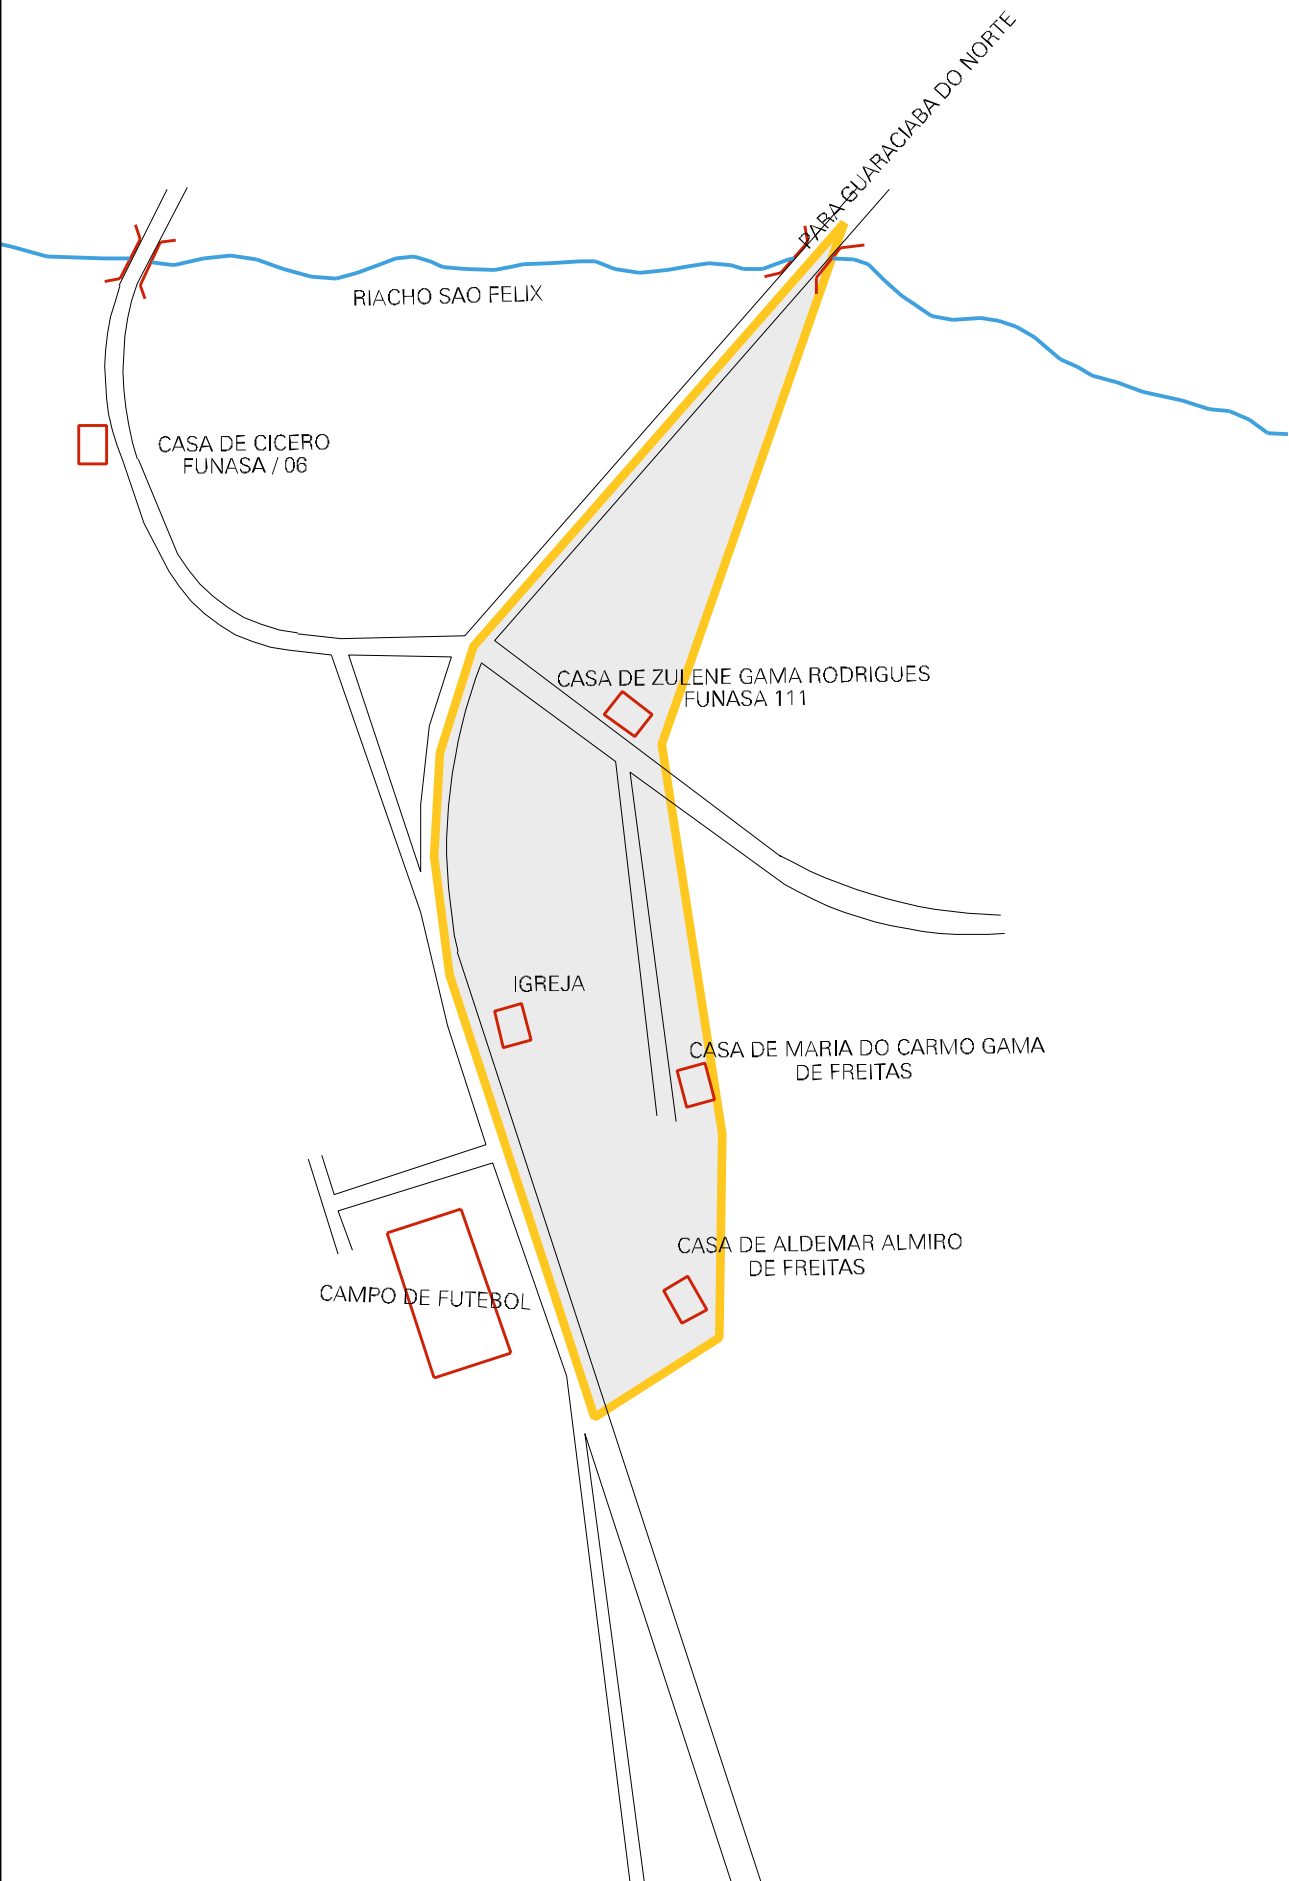 PARA GUARACIABA DO NORTE
RIACHO SAO FELIX
CASA DE CICERO
FUNASA / 06
CASA DE ZULENE GAMA RODRIGUES
FUNASA 111
IGREJA
CASA DE MARIA DO CARMO GAMA
DE FREITAS
CASA DE ALDEMAR ALMIRO
DE FREITAS
CAMPO DE FUTEBOL